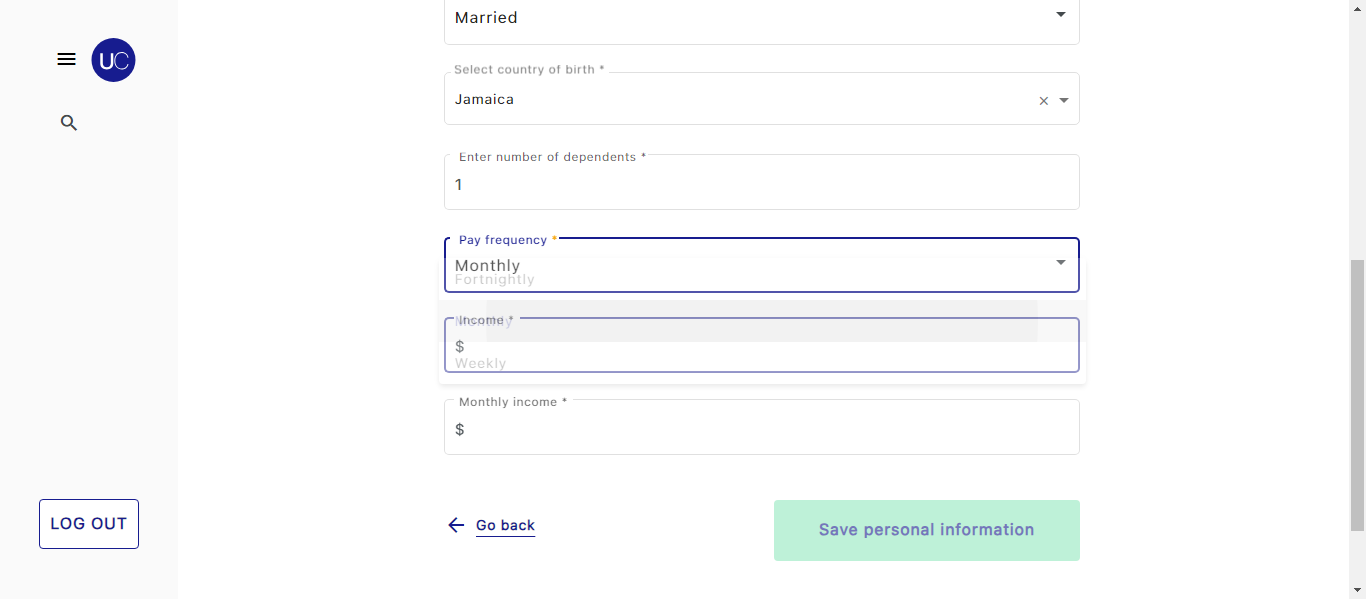 UC
Married
Select country of birth *
Jamaica
Enter number of dependents *
1
Pay frequency *
Monthly
Fortnightly
Income *
Monthly
$
Weekly
Monthly income *
$
Go back
Save personal information
LOG OUT